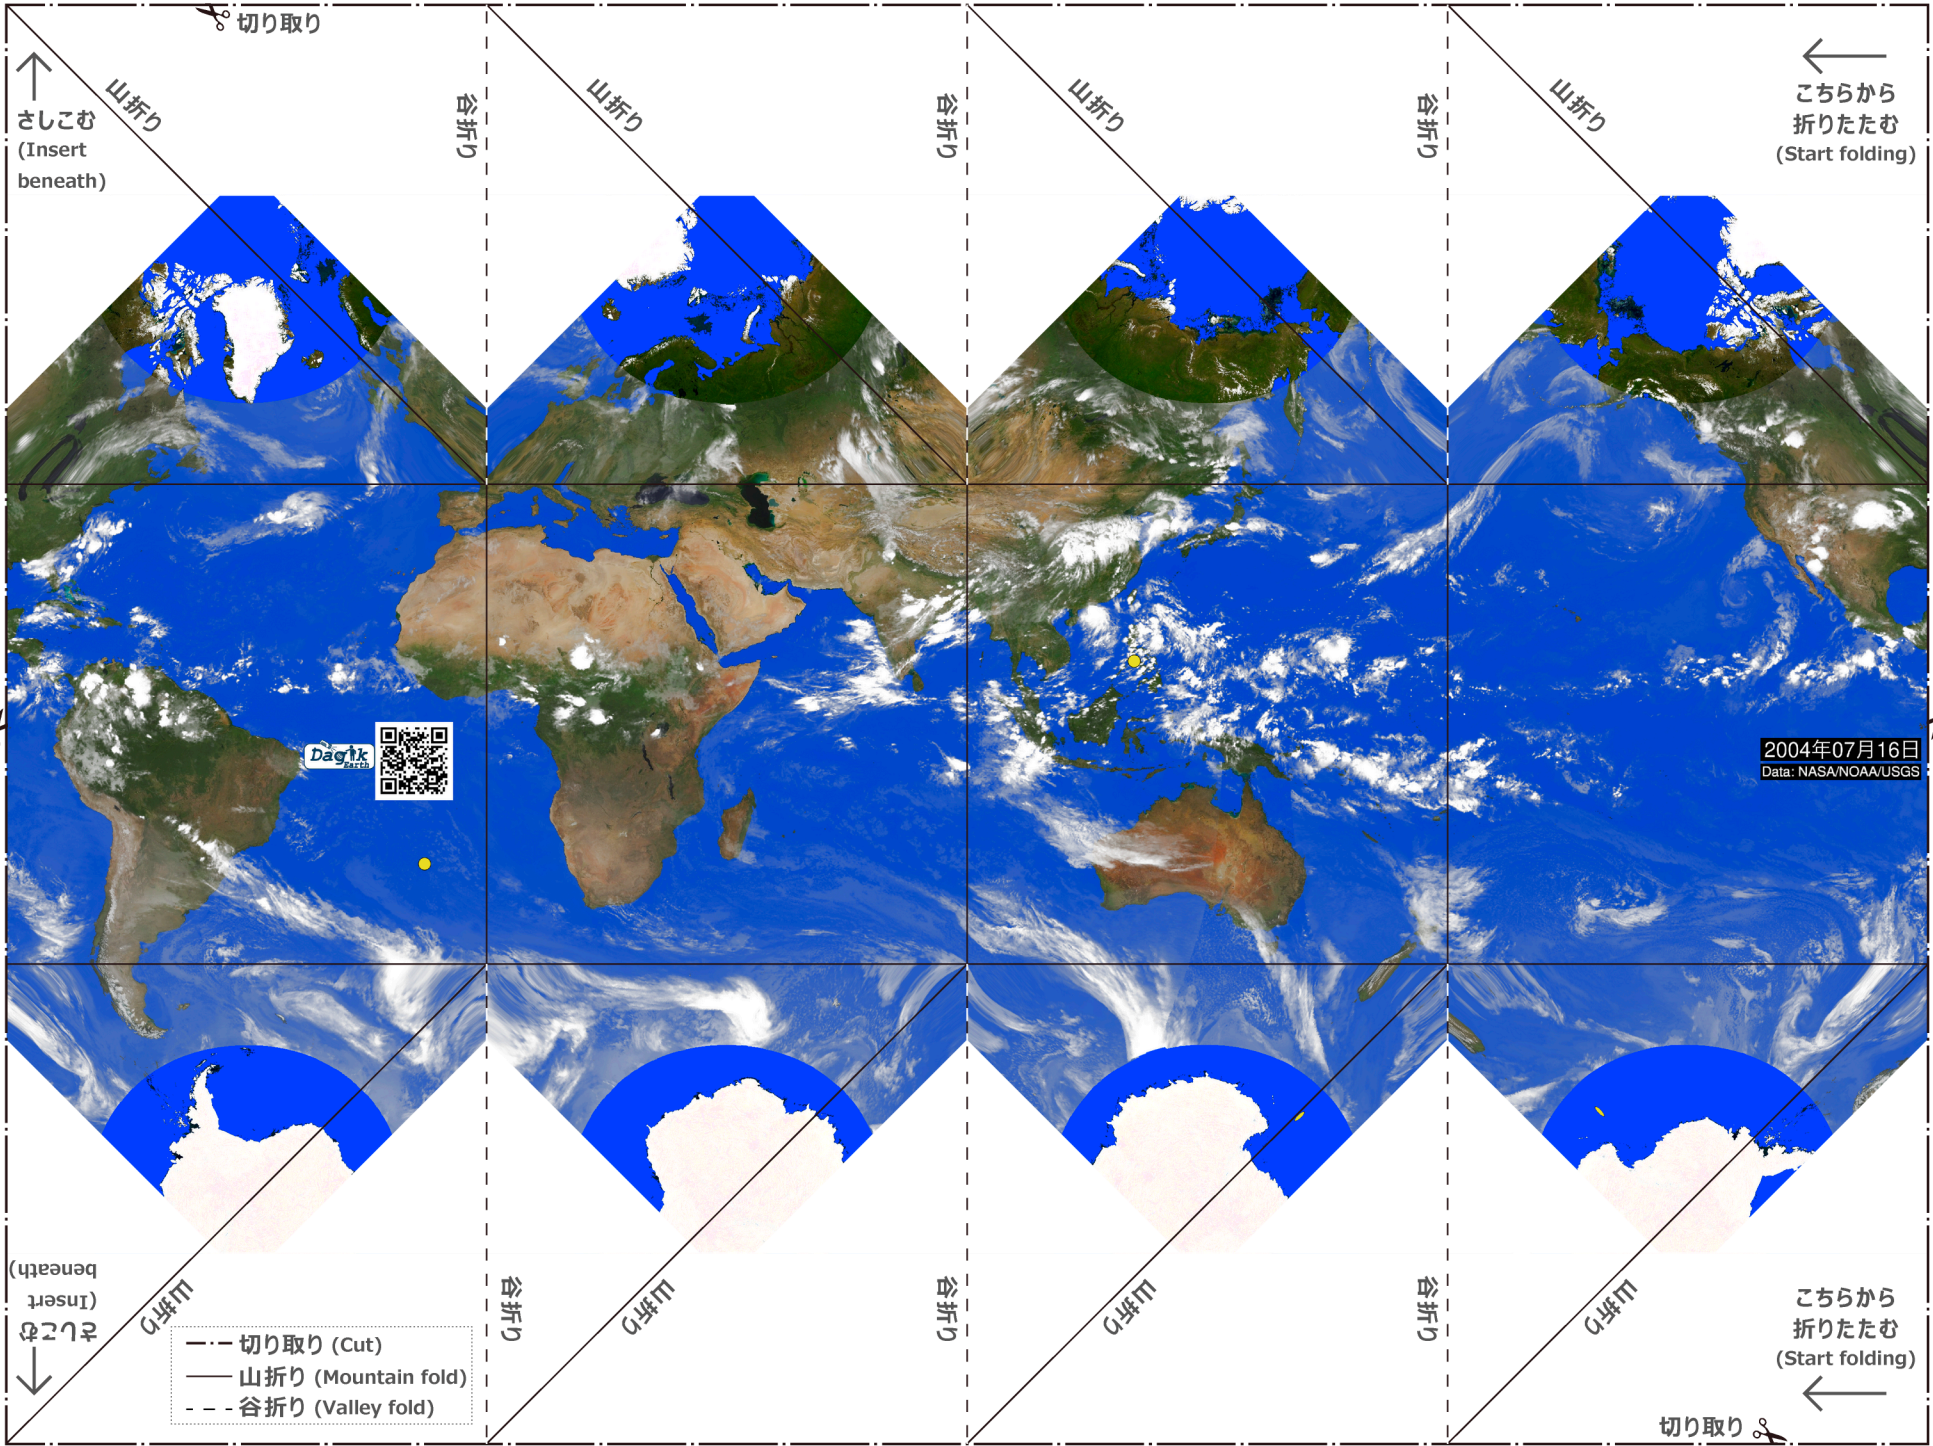 切り取り
山折り
谷折り
山折り
谷折り
山折り
谷折り
山折り
さしこむ
(Insert
beneath)
こちらから
折りたたむ
(Start folding)
Dagik
Earth
2004年07月16日
Data: NASA/NOAA/USGS
さしこむ
(Insert
beneath)
山折り
谷折り
山折り
谷折り
山折り
谷折り
山折り
切り取り (Cut)
山折り (Mountain fold)
谷折り (Valley fold)
こちらから
折りたたむ
(Start folding)
切り取り